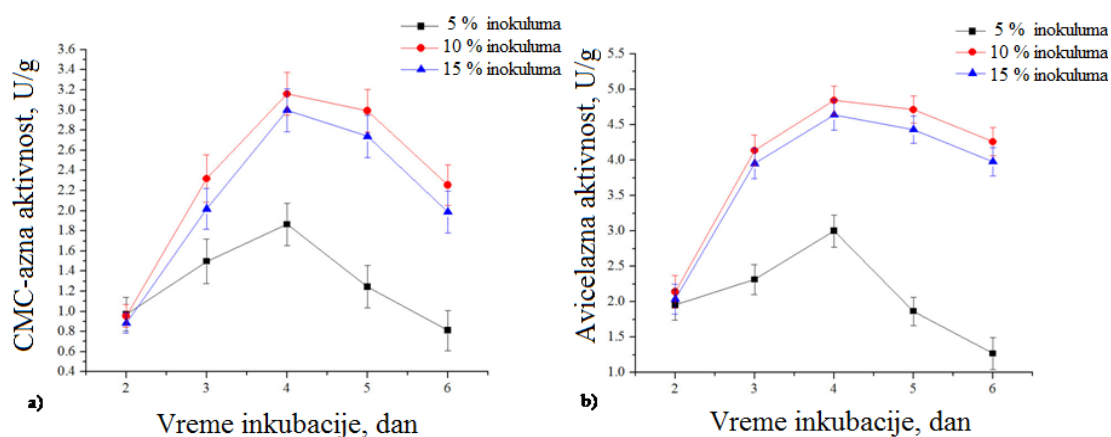 5 % inokuluma
10 % inokuluma
15 % inokuluma
CMC-azna aktivnost, U/g
3.6
3.4
3.2
3.0
2.8
2.6
2.4
2.2
2.0
1.8
1.6
1.4
1.2
1.0
0.8
0.6
0.4
2 3 4 5 6
a)
Vreme inkubacije, dan
5 % inokuluma
10 % inokuluma
15 % inokuluma
Avicelazna aktivnost, U/g
5.5
5.0
4.5
4.0
3.5
3.0
2.5
2.0
1.5
1.0
2 3 4 5 6
b)
Vreme inkubacije, dan